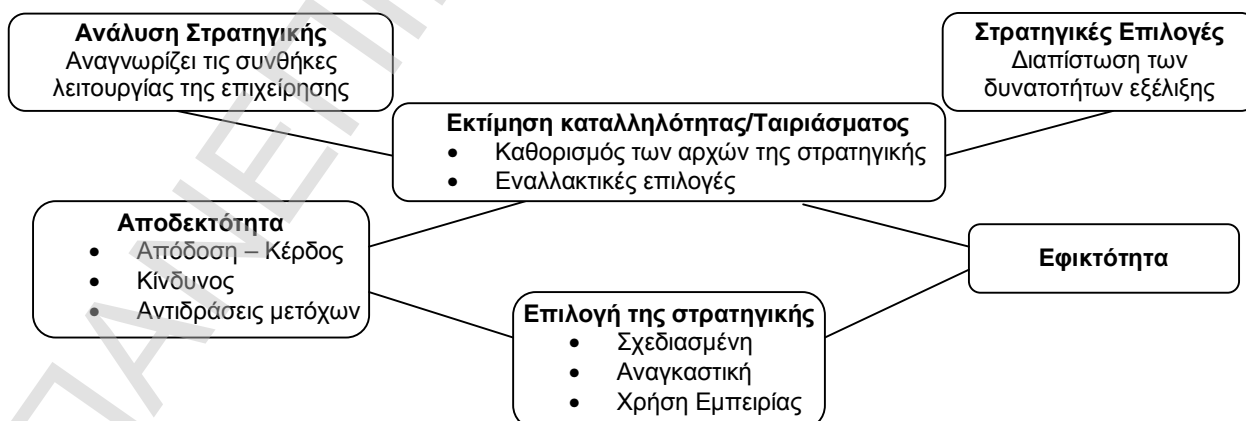 Ανάλυση Στρατηγικής
Αναγνωρίζει τις συνθήκες
λειτουργίας της επιχείρησης
Στρατηγικές Επιλογές
Διαπίστωση των
δυνατοτήτων εξέλιξης
Εκτίμηση καταλληλότητας/Ταιριάσματος
• Καθορισμός των αρχών της στρατηγικής
• Εναλλακτικές επιλογές
Αποδεκτότητα
• Απόδοση – Κέρδος
• Κίνδυνος
• Αντιδράσεις μετόχων
Εφικτότητα
Επιλογή της στρατηγικής
• Σχεδιασμένη
• Αναγκαστική
• Χρήση Εμπειρίας
ΠΑΝΕΠΙ